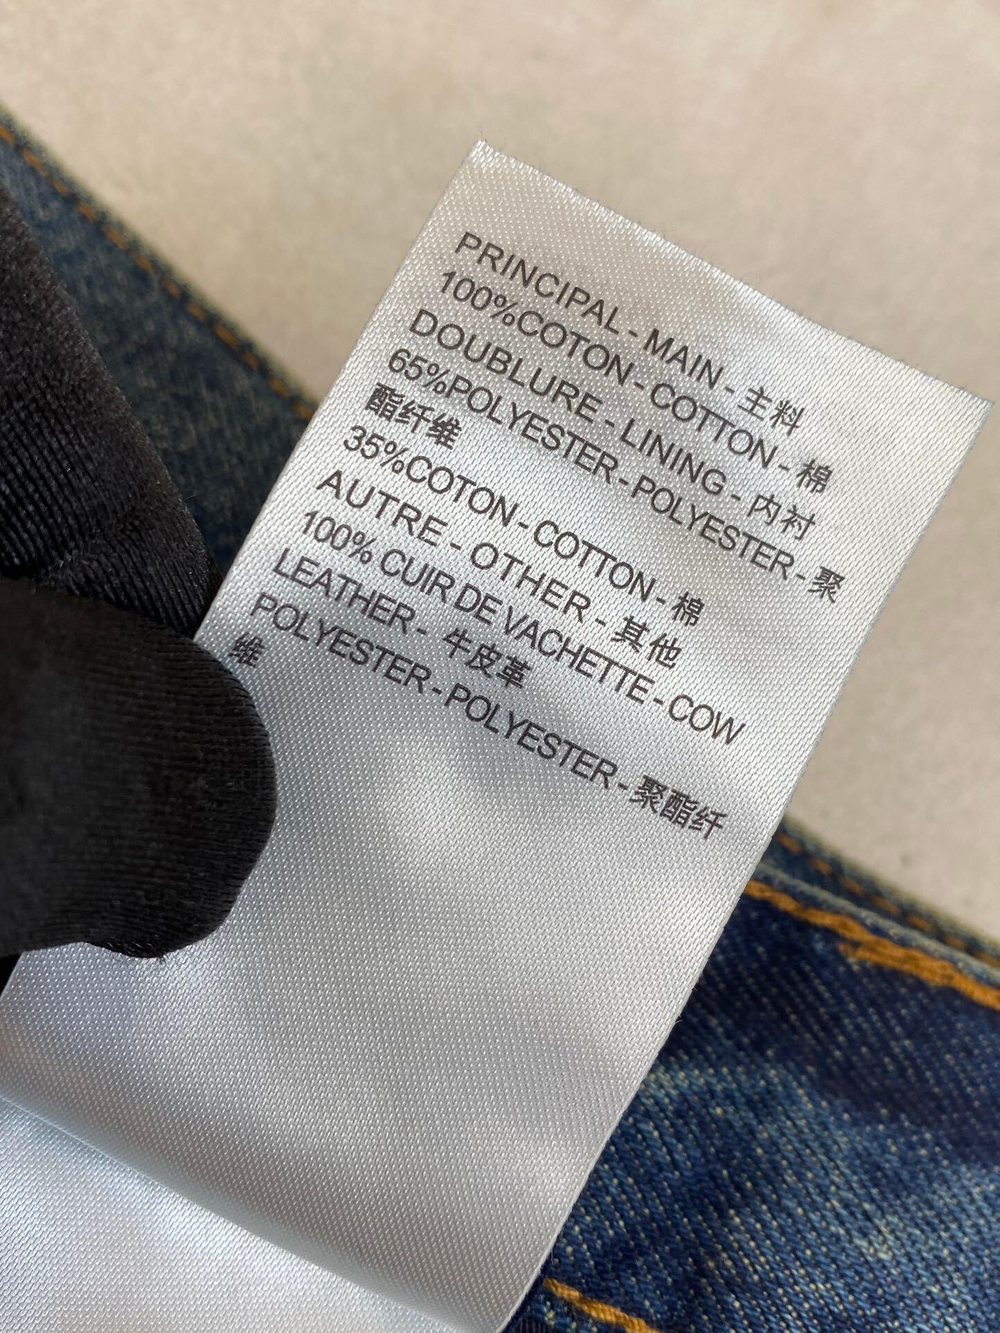 PRINCIPAL - MAIN - 主料
100%COTON - COTTON - 棉
DOUBLURE - LINING - 内衬
65%POLYESTER - POLYESTER - 聚
酯纤维
35%COTON - COTTON - 棉
AUTRE - OTHER - 其他
100% CUIR DE VACHETTE - COW
LEATHER - 牛皮革
POLYESTER - POLYESTER - 聚酯纤
维